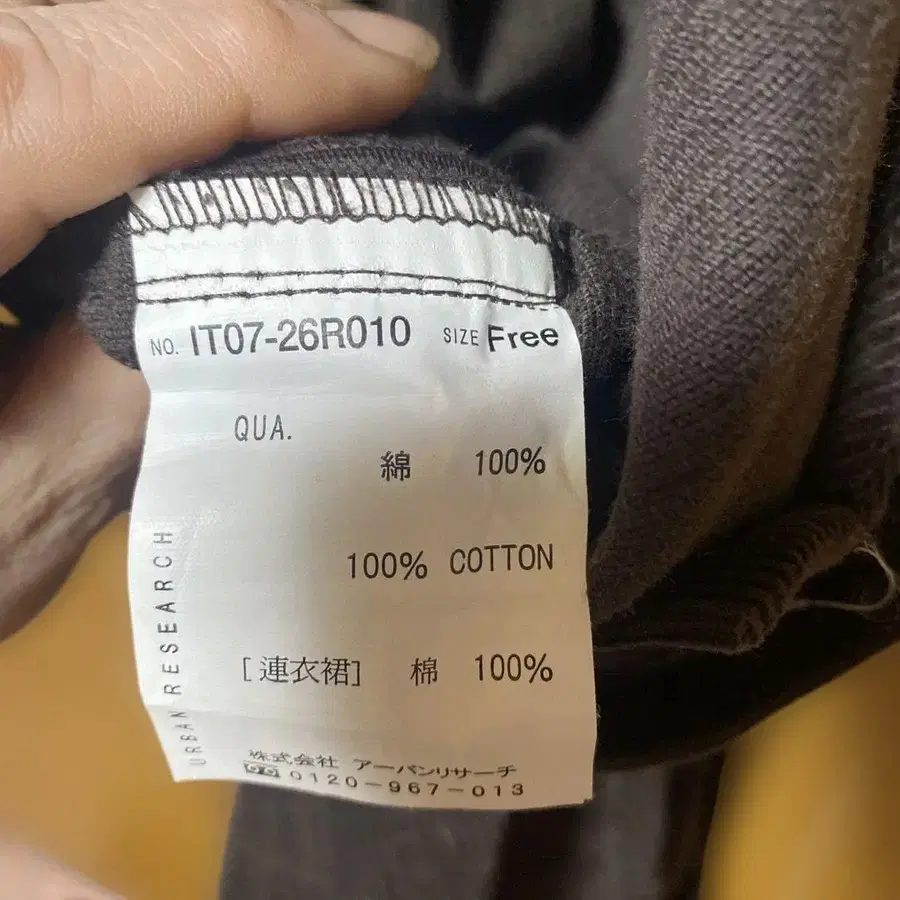 NO. IT07-26R010 SIZE Free
QUA.
綿 100%
100% COTTON
[連衣裙] 棉 100%
URBAN RESEARCH
株式会社 アーバンリサーチ
0120-967-013